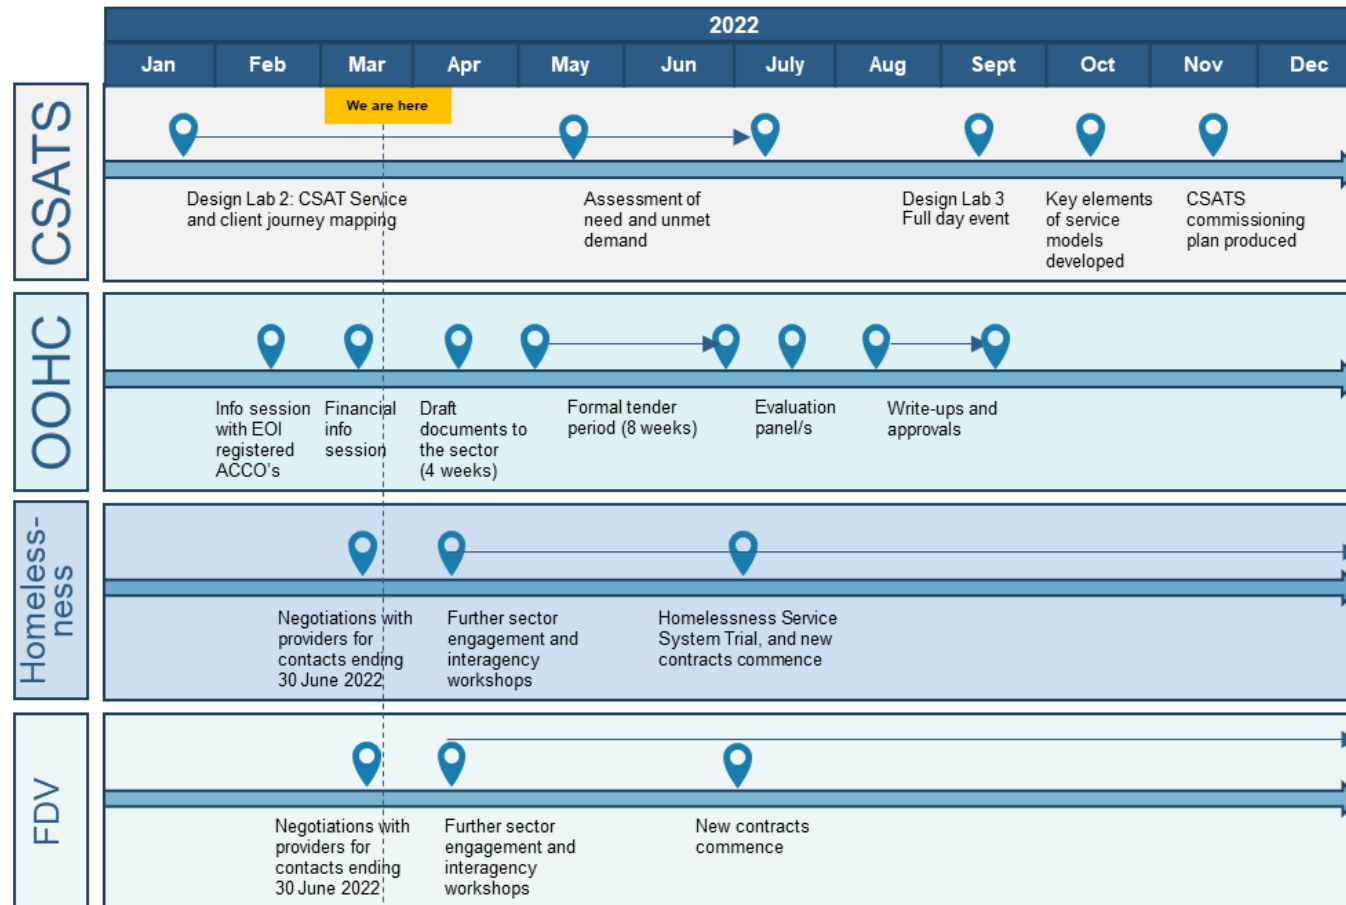 2022
Jan Feb Mar Apr May Jun July Aug Sept Oct Nov Dec
We are here
CSATS
Design Lab 2: CSAT Service
and client journey mapping
Assessment of
need and unmet
demand
Design Lab 3
Full day event
Key elements
of service
models
developed
CSATS
commissioning
plan produced
OOHC
Info session
with EOI
registered
ACCO's
Financial
info
session
Draft
documents to
the sector
(4 weeks)
Formal tender
period (8 weeks)
Evaluation
panel/s
Write-ups and
approvals
Homeless-
ness
Negotiations with
providers for
contacts ending
30 June 2022
Further sector
engagement and
interagency
workshops
Homelessness Service
System Trial, and new
contracts commence
FDV
Negotiations with
providers for
contacts ending
30 June 2022
Further sector
engagement and
interagency
workshops
New contracts
commence